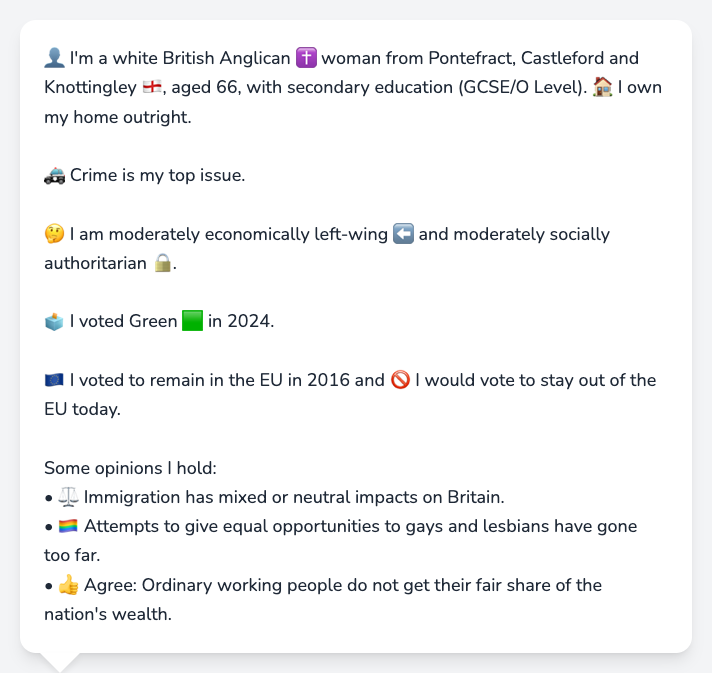 👤 I'm a white British Anglican ✝️ woman from Pontefract, Castleford and
Knottingley 🏴󠁧󠁢󠁥󠁮󠁧󠁿, aged 66, with secondary education (GCSE/O Level). 🏠 I own
my home outright.
🚓 Crime is my top issue.
🤔 I am moderately economically left-wing ⬅️ and moderately socially
authoritarian 🔒.
🗳️ I voted Green 🟩 in 2024.
🇪🇺 I voted to remain in the EU in 2016 and 🚫 I would vote to stay out of the
EU today.
Some opinions I hold:
• ⚖️ Immigration has mixed or neutral impacts on Britain.
• 🏳️‍🌈 Attempts to give equal opportunities to gays and lesbians have gone
too far.
• 👍 Agree: Ordinary working people do not get their fair share of the
nation's wealth.